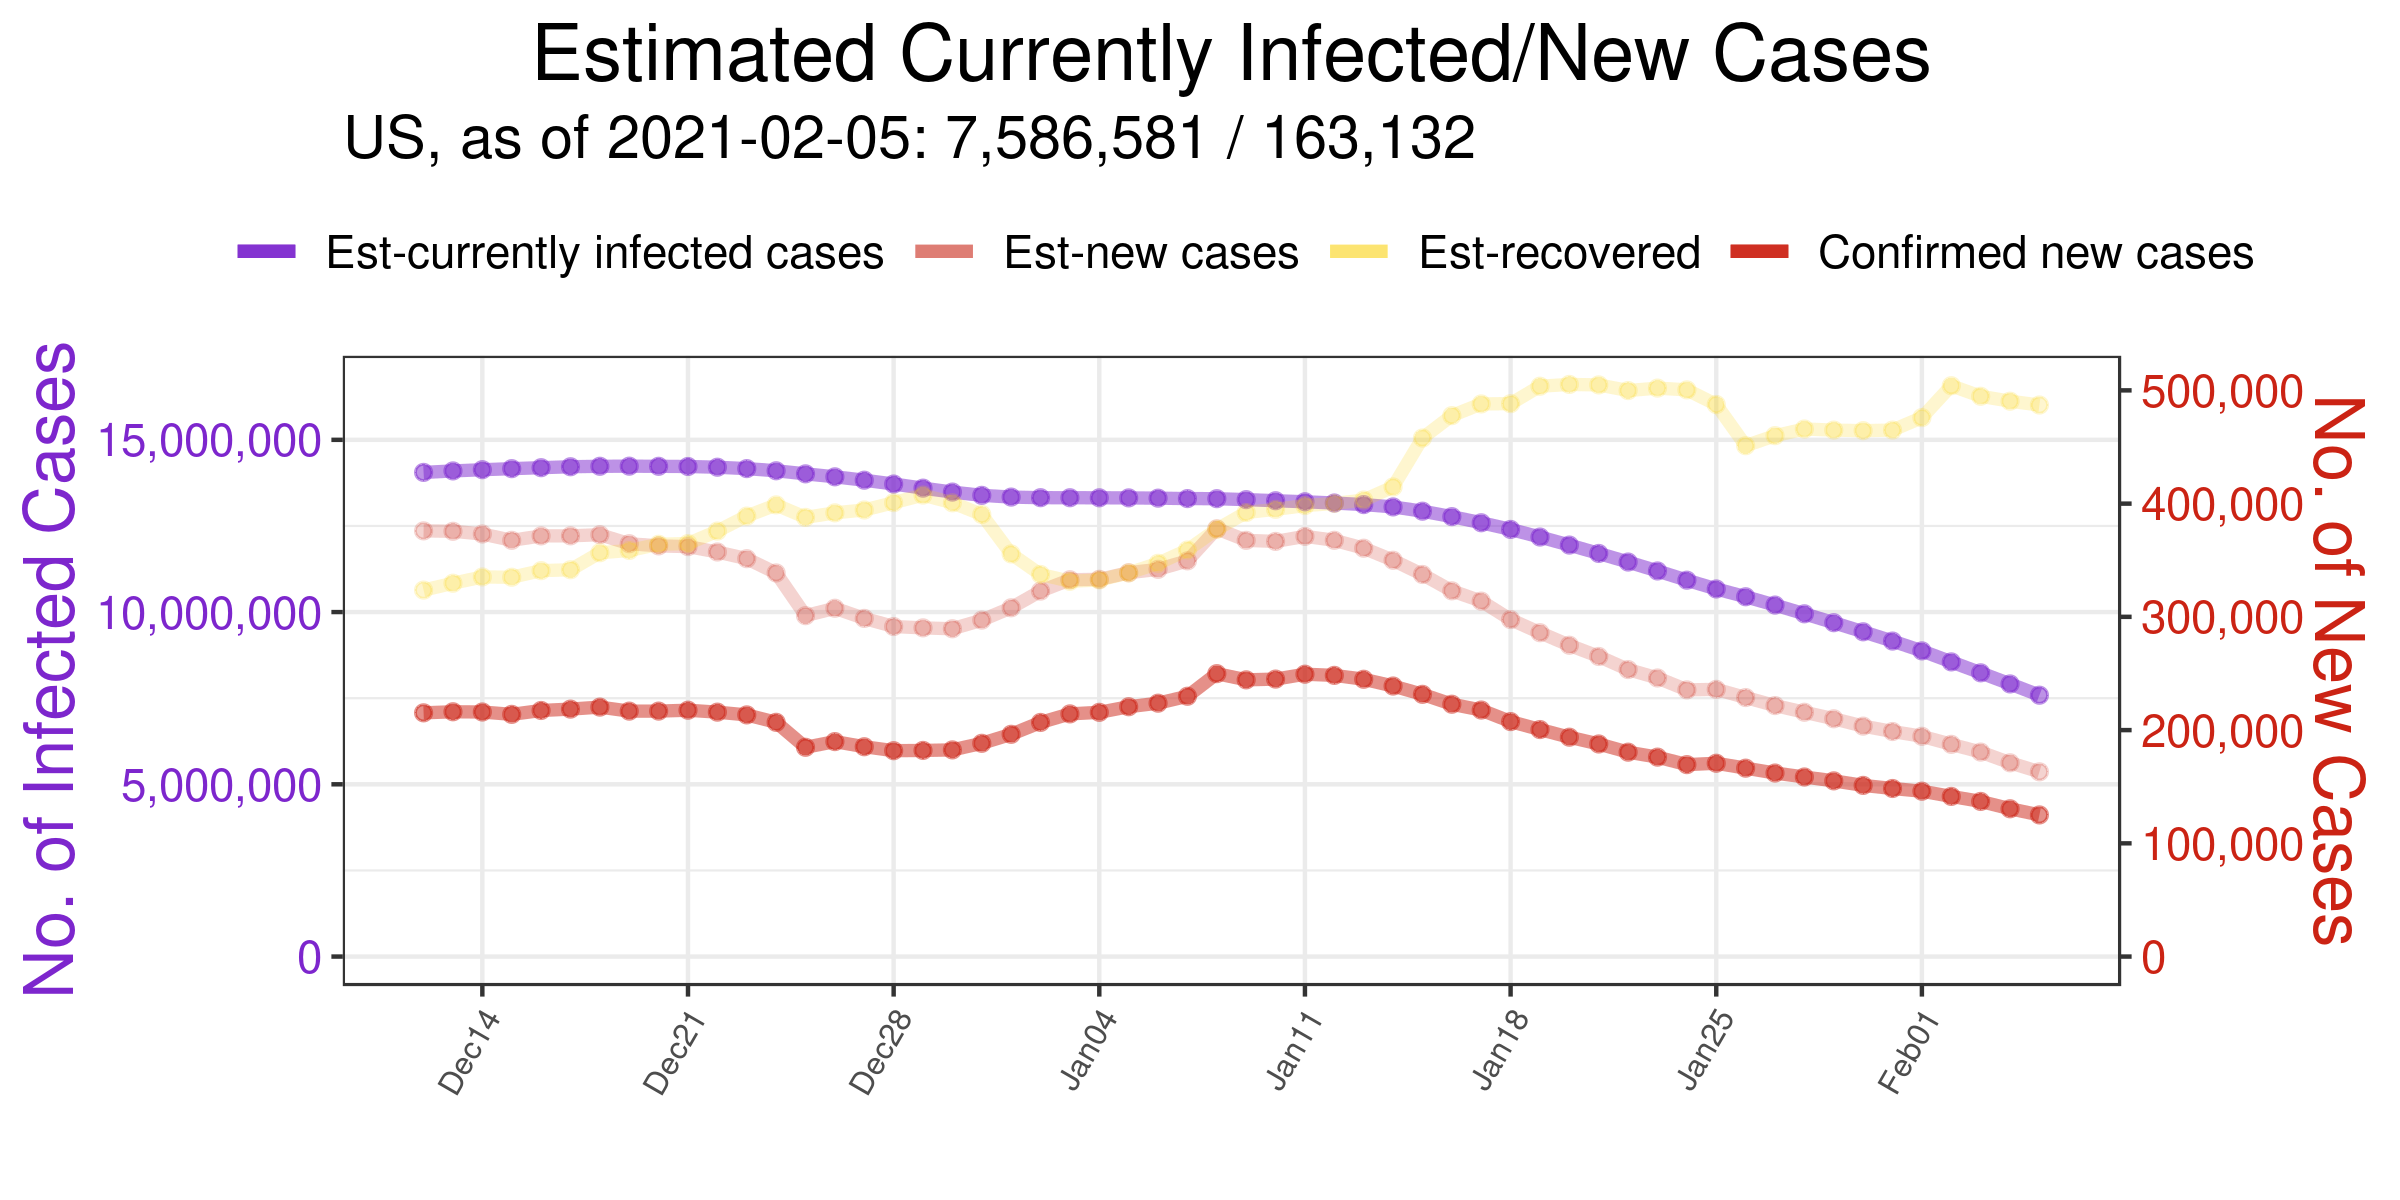 Estimated Currently Infected/New Cases
US, as of 2021-02-05: 7,586,581 / 163,132
Est-currently infected cases Est-new cases Est-recovered Confirmed new cases
No. of Infected Cases
15,000,000
10,000,000
5,000,000
0
500,000
400,000
300,000
200,000
100,000
0
No. of New Cases
Dec14 Dec21 Dec28 Jan04 Jan11 Jan18 Jan25 Feb01